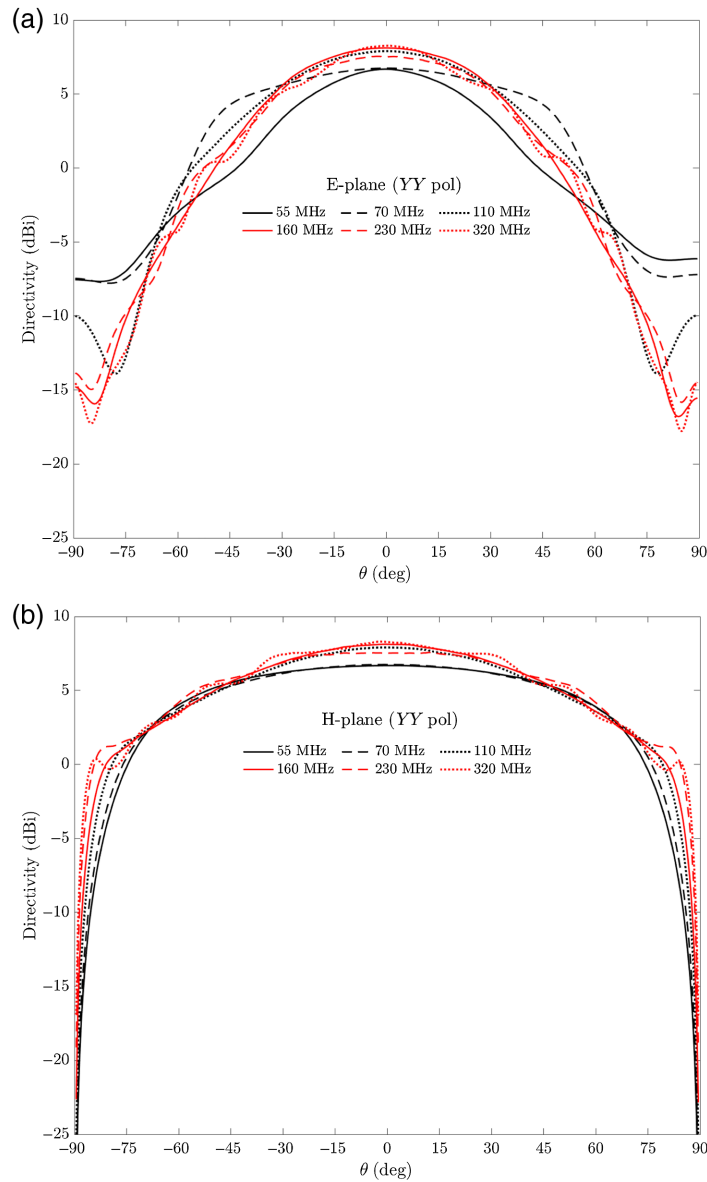 (a)
10
5
0
−5
−10
−15
−20
−25
Directivity (dBi)
E-plane (YY pol)
55 MHz 70 MHz 110 MHz
160 MHz 230 MHz 320 MHz
−90 −75 −60 −45 −30 −15 0 15 30 45 60 75 90
θ (deg)
(b)
10
5
0
−5
−10
−15
−20
−25
Directivity (dBi)
H-plane (YY pol)
55 MHz 70 MHz 110 MHz
160 MHz 230 MHz 320 MHz
−90 −75 −60 −45 −30 −15 0 15 30 45 60 75 90
θ (deg)